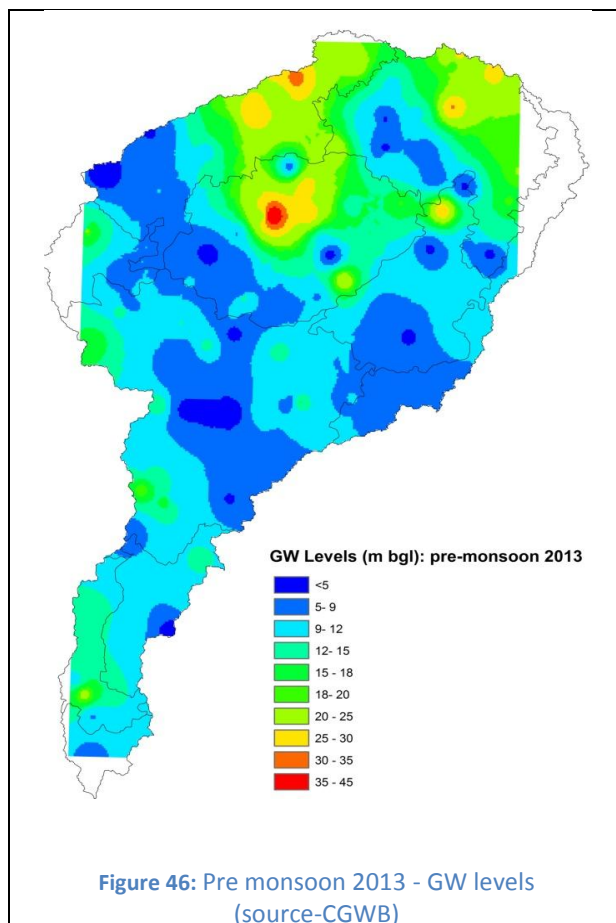 GW Levels (m bgl): pre-monsoon 2013
<5
5- 9
9- 12
12- 15
15 - 18
18- 20
20 - 25
25 - 30
30 - 35
35 - 45
Figure 46: Pre monsoon 2013 - GW levels
(source-CGWB)